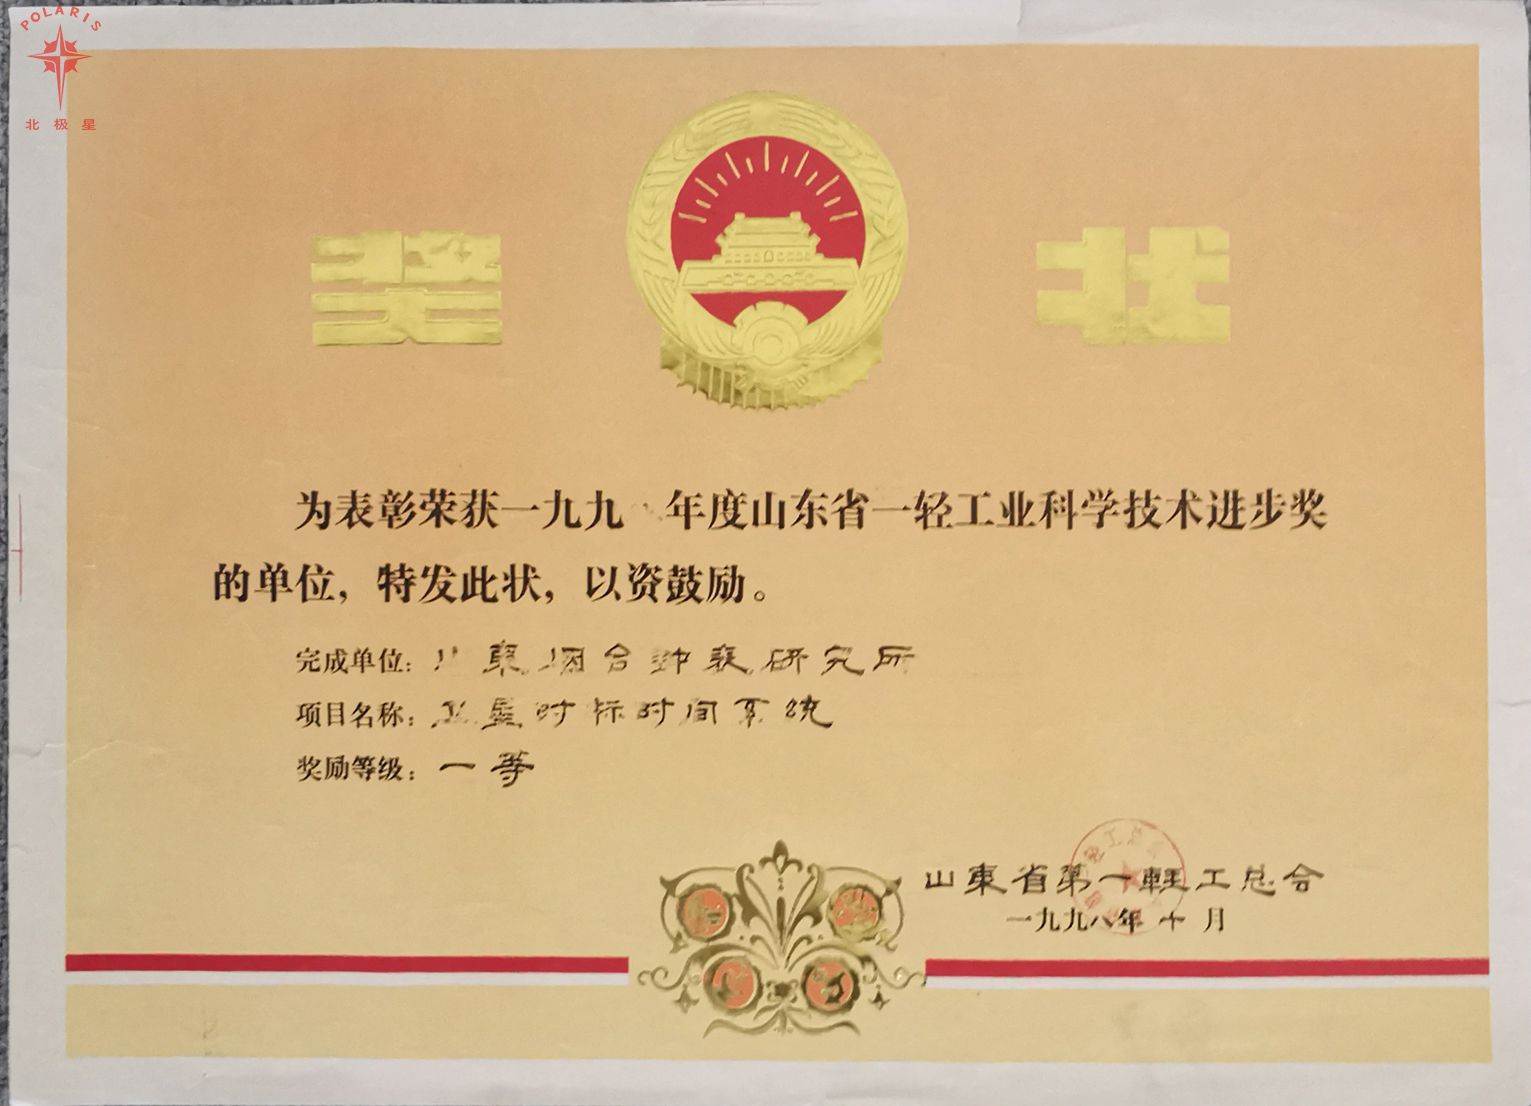 POLARIS
北极星
奖状
为表彰荣获一九九 年度山东省一轻工业科学技术进步奖
的单位，特发此状，以资鼓励。
完成单位：山東烟台钟表研究所
项目名称：卫星时标时间系统
奖励等级：一等
山東省第一輕工总会
一九九八年十月